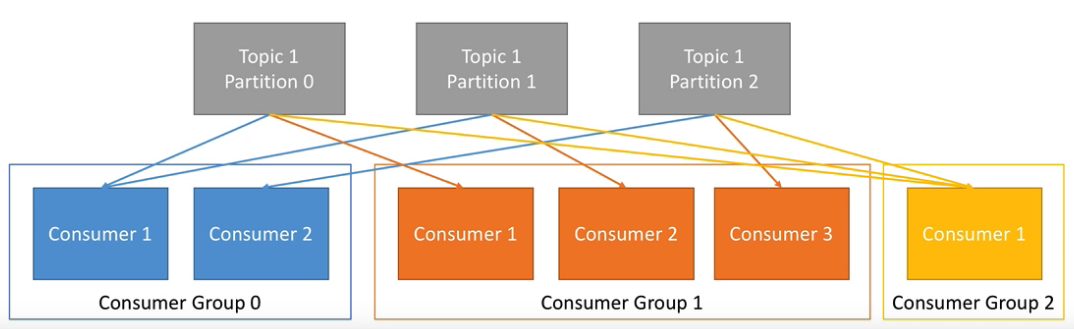 Topic 1
Partition 0
Topic 1
Partition 1
Topic 1
Partition 2
Consumer 1
Consumer 2
Consumer 1
Consumer 2
Consumer 3
Consumer 1
Consumer Group 0
Consumer Group 1
Consumer Group 2